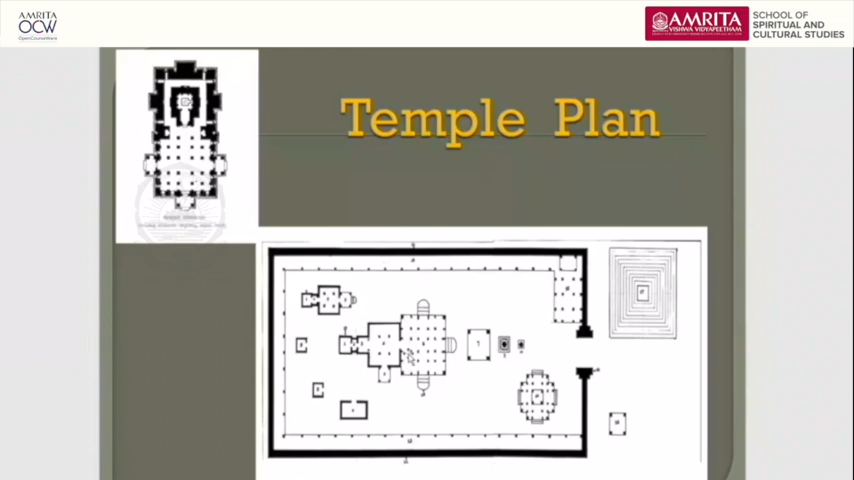 AMRITA
OCW
OpenCourseWare
AMRITA
VISHWA VIDYAPEETHAM
SCHOOL OF
SPIRITUAL AND
CULTURAL STUDIES
Temple Plan